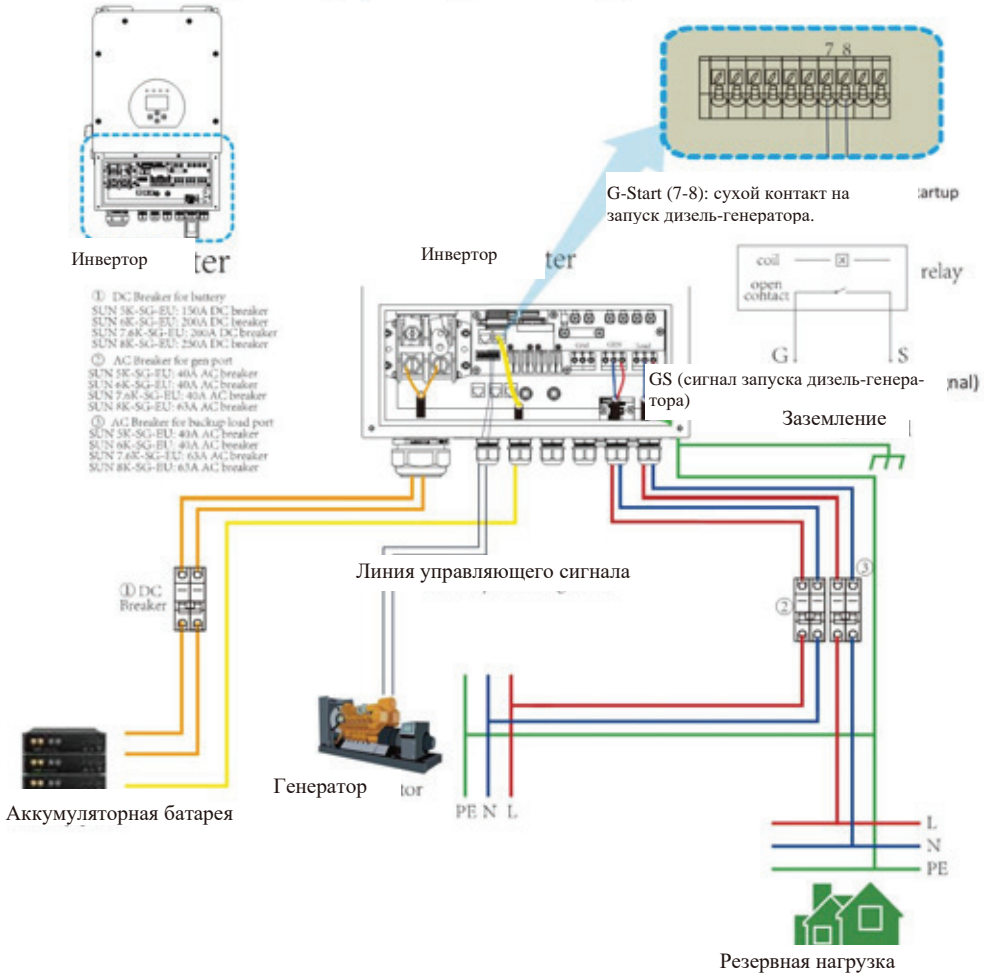 7 8
G-Start (7-8): сухой контакт на
запуск дизель-генератора.
artup
Инвертор
ter
Инвертор
ter
coil
open
contact
relay
G
S
① DC Breaker for battery
SUN 5K-SG-EU: 150A DC breaker
SUN 6K-SG-EU: 200A DC breaker
SUN 7.6K-SG-EU: 200A DC breaker
SUN 8K-SG-EU: 250A DC breaker
② AC Breaker for gen port
SUN 5K-SG-EU: 40A AC breaker
SUN 6K-SG-EU: 40A AC breaker
SUN 7.6K-SG-EU: 40A AC breaker
SUN 8K-SG-EU: 63A AC breaker
③ AC Breaker for backup load port
SUN 5K-SG-EU: 40A AC breaker
SUN 6K-SG-EU: 40A AC breaker
SUN 7.6K-SG-EU: 63A AC breaker
SUN 8K-SG-EU: 63A AC breaker
Grid
GEN
Load
GS (сигнал запуска дизель-генера-
тора)
nal)
Заземление
Линия управляющего сигнала
① DC
Breaker
②
③
Генератор
tor
Аккумуляторная батарея
PE N L
L
N
PE
Резервная нагрузка